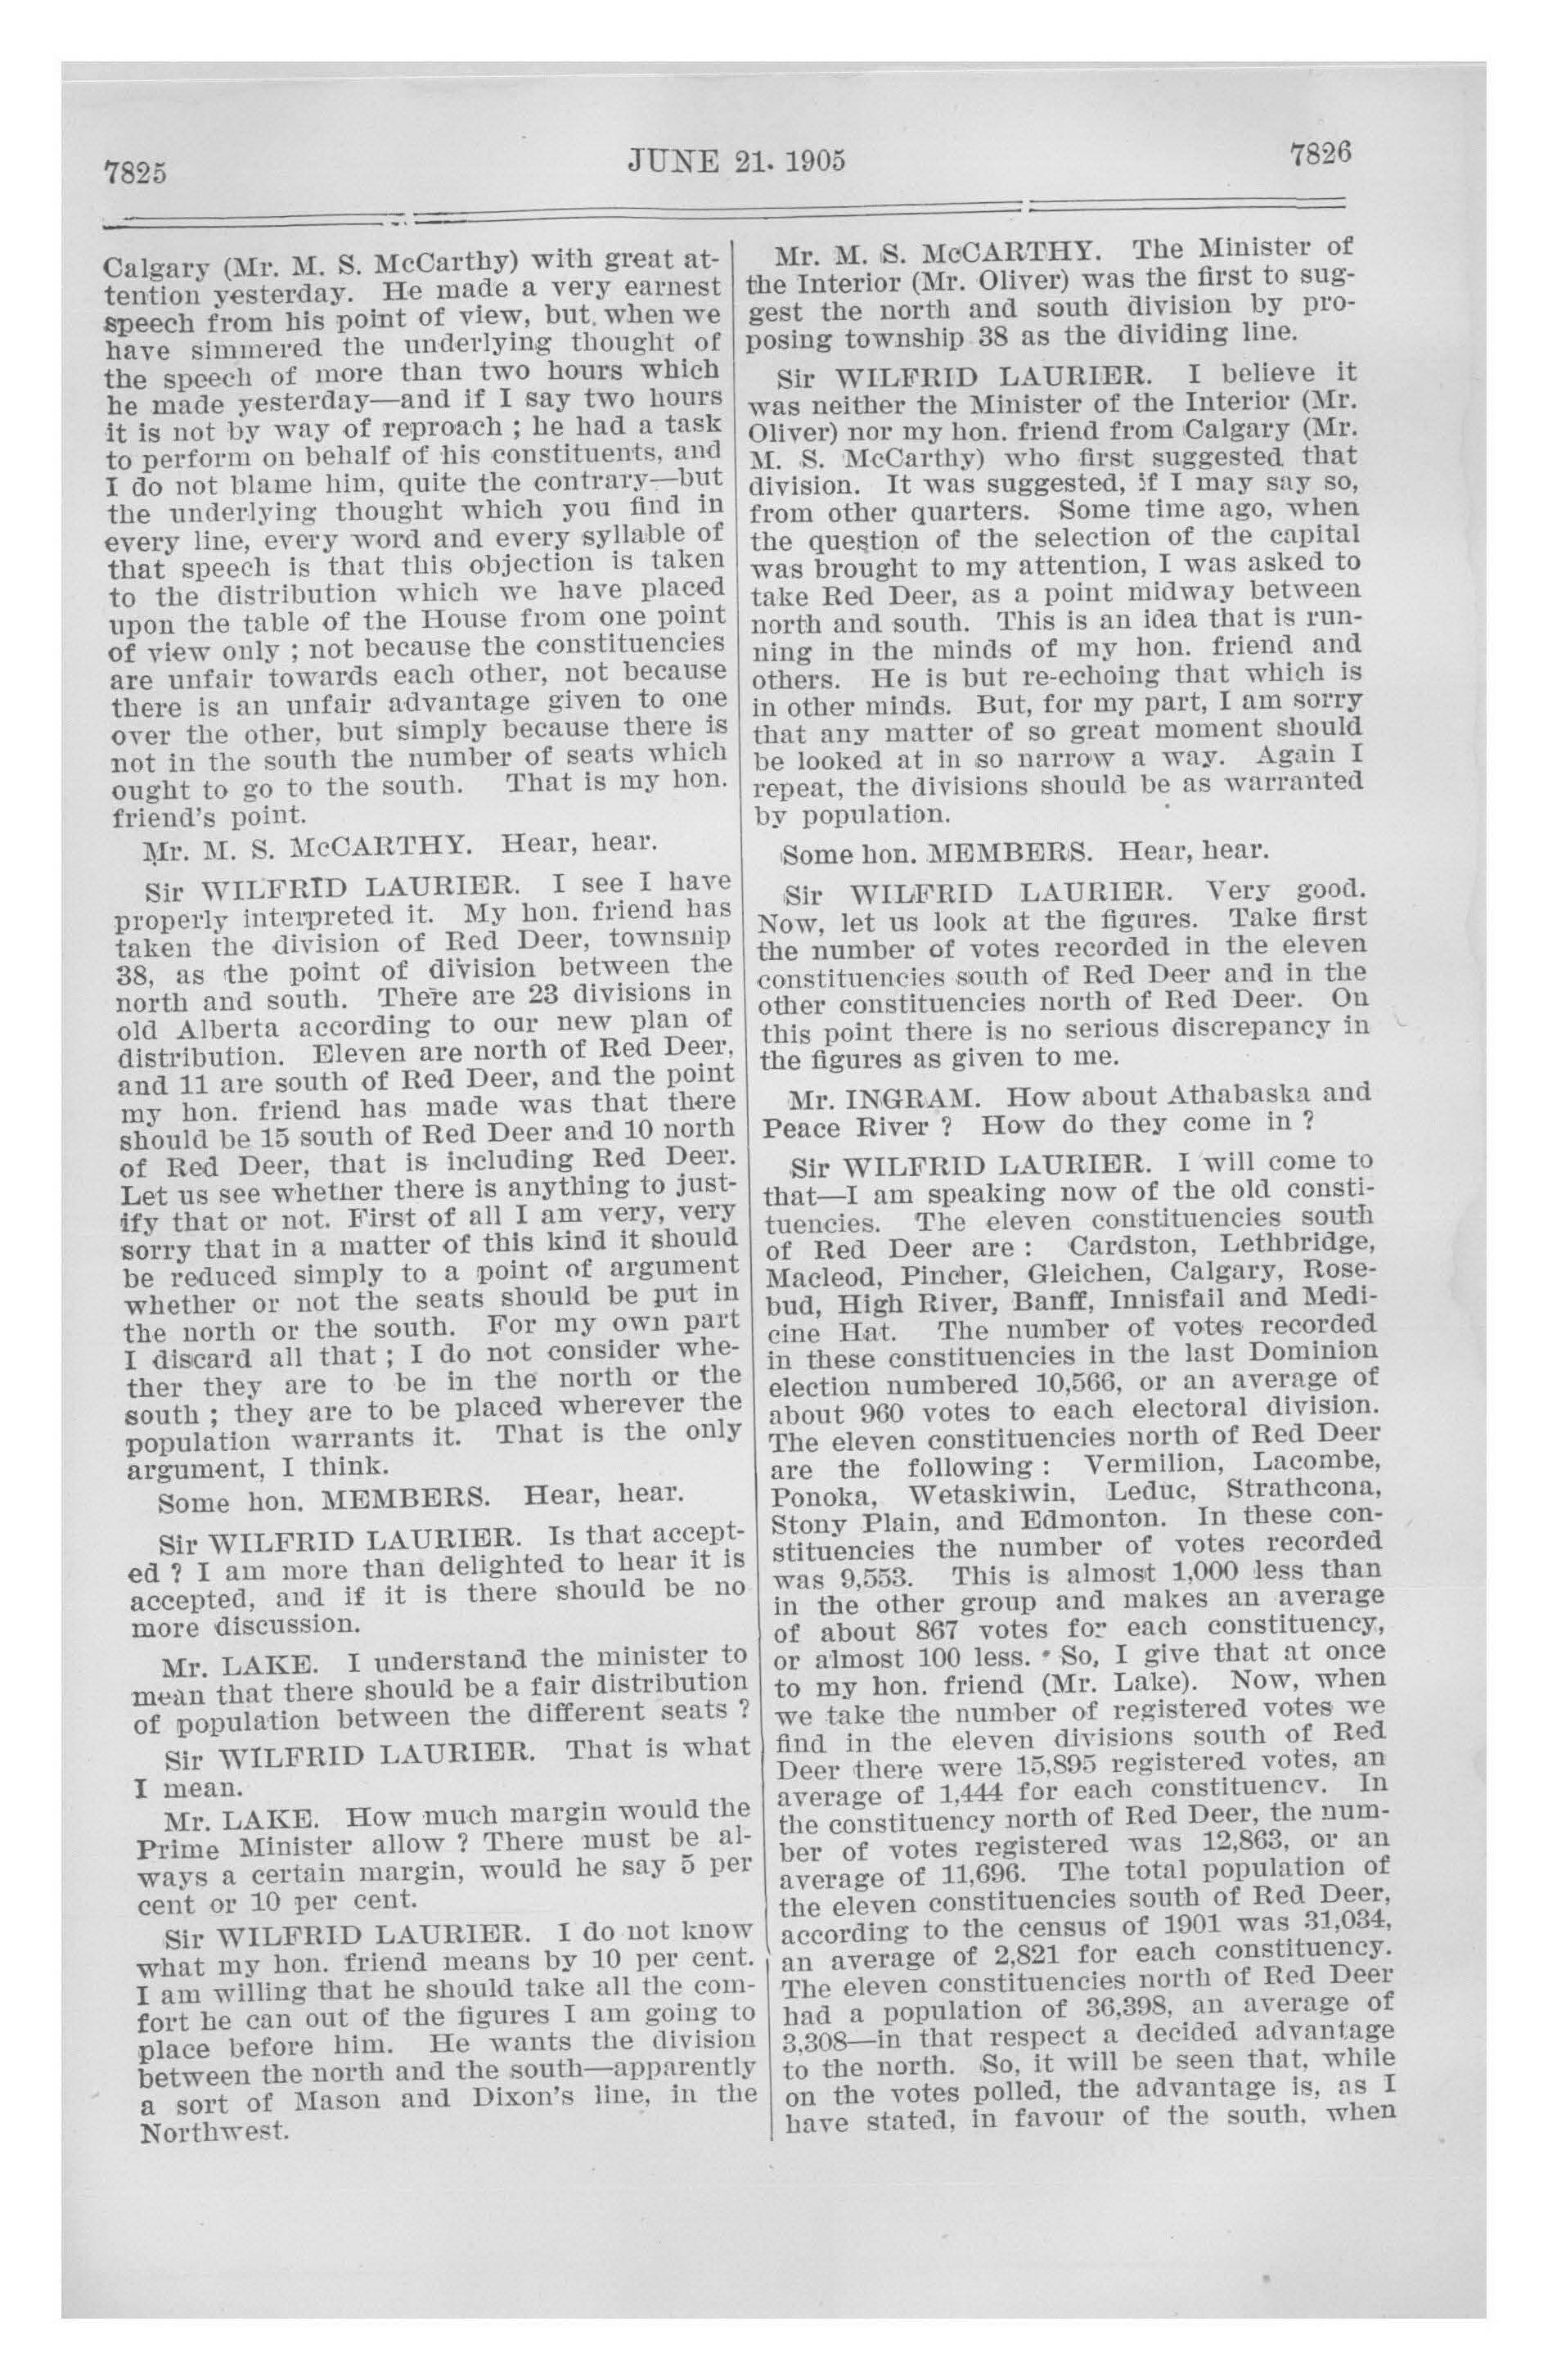 7825
JUNE 21. 1905
7826
Calgary (Mr. M. S. McCarthy) with great at-
tention yesterday. He made a very earnest
speech from his point of view, but, when we
have simmered the underlying thought of
the speech of more than two hours which
he made yesterday—and if I say two hours
it is not by way of reproach ; he had a task
to perform on behalf of his constituents, and
I do not blame him, quite the contrary—but
the underlying thought which you find in
every line, every word and every syllable of
that speech is that this objection is taken
to the distribution which we have placed
upon the table of the House from one point
of view only ; not because the constituencies
are unfair towards each other, not because
there is an unfair advantage given to one
over the other, but simply because there is
not in the south the number of seats which
ought to go to the south. That is my hon.
friend's point.
Mr. M. S. McCARTHY. Hear, hear.
Sir WILFRID LAURIER. I see I have
properly interpreted it. My hon. friend has
taken the division of Red Deer, township
38, as the point of division between the
north and south. There are 23 divisions in
old Alberta according to our new plan of
distribution. Eleven are north of Red Deer,
and 11 are south of Red Deer, and the point
my hon. friend has made was that there
should be 15 south of Red Deer and 10 north
of Red Deer, that is including Red Deer.
Let us see whether there is anything to just-
ify that or not. First of all I am very, very
sorry that in a matter of this kind it should
be reduced simply to a point of argument
whether or not the seats should be put in
the north or the south. For my own part
I discard all that ; I do not consider whe-
ther they are to be in the north or the
south ; they are to be placed wherever the
population warrants it. That is the only
argument, I think.
Some hon. MEMBERS. Hear, hear.
Sir WILFRID LAURIER. Is that accept-
ed ? I am more than delighted to hear it is
accepted, and if it is there should be no
more discussion.
Mr. LAKE. I understand the minister to
mean that there should be a fair distribution
of population between the different seats ?
Sir WILFRID LAURIER. That is what
I mean.
Mr. LAKE. How much margin would the
Prime Minister allow ? There must be al-
ways a certain margin, would he say 5 per
cent or 10 per cent.
Sir WILFRID LAURIER. I do not know
what my hon. friend means by 10 per cent.
I am willing that he should take all the com-
fort he can out of the figures I am going to
place before him. He wants the division
between the north and the south—apparently
a sort of Mason and Dixon's line, in the
Northwest.
Mr. M. S. McCARTHY. The Minister of
the Interior (Mr. Oliver) was the first to sug-
gest the north and south division by pro-
posing township 38 as the dividing line.
Sir WILFRID LAURIER. I believe it
was neither the Minister of the Interior (Mr.
Oliver) nor my hon. friend from Calgary (Mr.
M. S. McCarthy) who first suggested that
division. It was suggested, if I may say so,
from other quarters. Some time ago, when
the question of the selection of the capital
was brought to my attention, I was asked to
take Red Deer, as a point midway between
north and south. This is an idea that is run-
ning in the minds of my hon. friend and
others. He is but re-echoing that which is
in other minds. But, for my part, I am sorry
that any matter of so great moment should
be looked at in so narrow a way. Again I
repeat, the divisions should be as warranted
by population.
Some hon. MEMBERS. Hear, hear.
Sir WILFRID LAURIER. Very good.
Now, let us look at the figures. Take first
the number of votes recorded in the eleven
constituencies south of Red Deer and in the
other constituencies north of Red Deer. On
this point there is no serious discrepancy in
the figures as given to me.
Mr. INGRAM. How about Athabaska and
Peace River ? How do they come in ?
Sir WILFRID LAURIER. I will come to
that—I am speaking now of the old consti-
tuencies. The eleven constituencies south
of Red Deer are : Cardston, Lethbridge,
Macleod, Pincher, Gleichen, Calgary, Rose-
bud, High River, Banff, Innisfail and Medi-
cine Hat. The number of votes recorded
in these constituencies in the last Dominion
election numbered 10,566, or an average of
about 960 votes to each electoral division.
The eleven constituencies north of Red Deer
are the following : Vermilion, Lacombe,
Ponoka, Wetaskiwin, Leduc, Strathcona,
Stony Plain, and Edmonton. In these con-
stituencies the number of votes recorded
was 9,553. This is almost 1,000 less than
in the other group and makes an average
of about 867 votes for each constituency,
or almost 100 less. So, I give that at once
to my hon. friend (Mr. Lake). Now, when
we take the number of registered votes we
find in the eleven divisions south of Red
Deer there were 15,895 registered votes, an
average of 1,444 for each constituency. In
the constituency north of Red Deer, the num-
ber of votes registered was 12,863, or an
average of 11,696. The total population of
the eleven constituencies south of Red Deer,
according to the census of 1901 was 31,034,
an average of 2,821 for each constituency.
The eleven constituencies north of Red Deer
had a population of 36,398, an average of
3,308—in that respect a decided advantage
to the north. So, it will be seen that, while
on the votes polled, the advantage is, as I
have stated, in favour of the south, when